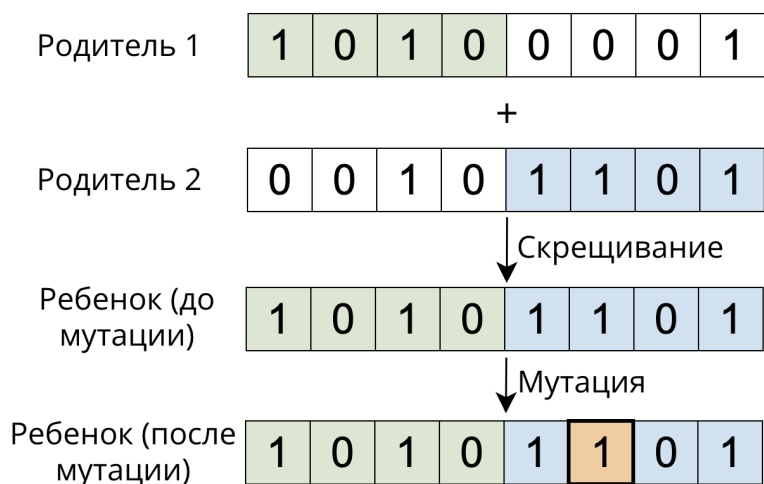 Родитель 1 1 0 1 0 0 0 0 1
+
Родитель 2 0 0 1 0 1 1 0 1
Скрещивание
Ребенок (до
мутации)
1 0 1 0 1 1 0 1
Мутация
Ребенок (после
мутации)
1 0 1 0 1 1 0 1